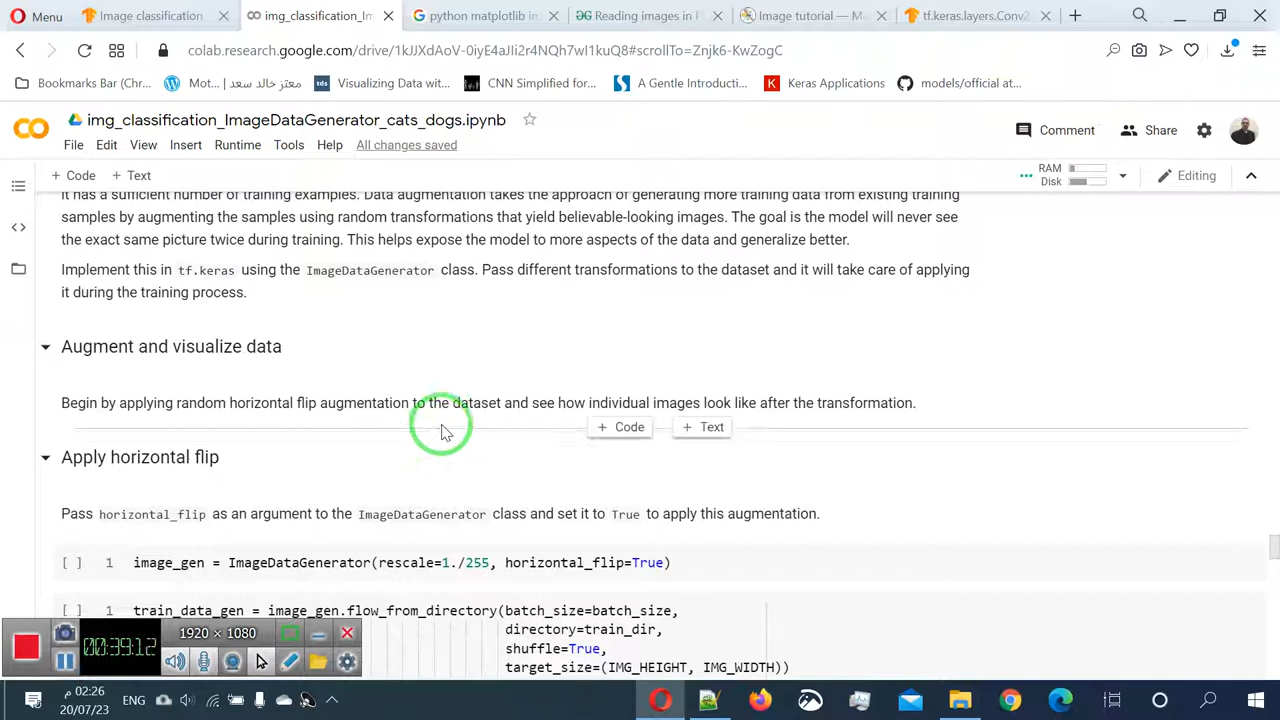 Menu
Image classification
img_classification_Im
python matplotlib im
Reading images in P
Image tutorial — M
tf.keras.layers.Conv2
colab.research.google.com/drive/1kJJXdAoV-0iyE4aJIi2r4NQh7wI1kuQ8#scrollTo=Znjk6-KwZogC
Bookmarks Bar (Chr...
Mot... | معتز خالد سعد
Visualizing Data wit...
CNN Simplified for...
A Gentle Introducti...
Keras Applications
models/official at...
img_classification_ImageDataGenerator_cats_dogs.ipynb
Comment
Share
File Edit View Insert Runtime Tools Help All changes saved
+ Code + Text
RAM
Disk
Editing
It has a sufficient number of training examples. Data augmentation takes the approach of generating more training data from existing training
samples by augmenting the samples using random transformations that yield believable-looking images. The goal is the model will never see
the exact same picture twice during training. This helps expose the model to more aspects of the data and generalize better.
Implement this in tf.keras using the ImageDataGenerator class. Pass different transformations to the dataset and it will take care of applying
it during the training process.
Augment and visualize data
Begin by applying random horizontal flip augmentation to the dataset and see how individual images look like after the transformation.
+ Code + Text
Apply horizontal flip
Pass horizontal_flip as an argument to the ImageDataGenerator class and set it to True to apply this augmentation.
[ ] 1 image_gen = ImageDataGenerator(rescale=1./255, horizontal_flip=True)
[ ] 1 train_data_gen = image_gen.flow_from_directory(batch_size=batch_size,
directory=train_dir,
shuffle=True,
target_size=(IMG_HEIGHT, IMG_WIDTH))
1920 × 1080
00:39:12
02:26 م
20/07/23
ENG